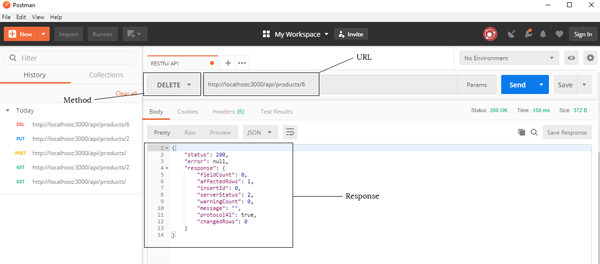 Postman
File Edit View Help
New Import Runner My Workspace Invite Sign In
Filter
History Collections
Clear all
Today
DEL http://localhost:3000/api/products/6
PUT http://localhost:3000/api/products/2
POST http://localhost:3000/api/products/
GET http://localhost:3000/api/products/2
GET http://localhost:3000/api/products/
RESTful API
URL
No Environment
DELETE http://localhost:3000/api/products/6 Params Send Save
Method
Body Cookies Headers (6) Test Results Status: 200 OK Time: 150 ms Size: 372 B
Pretty Raw Preview JSON Save Response
1 {
2 "status": 200,
3 "error": null,
4 "response": {
5 "fieldCount": 0,
6 "affectedRows": 1,
7 "insertId": 0,
8 "serverStatus": 2,
9 "warningCount": 0,
10 "message": "",
11 "protocol41": true,
12 "changedRows": 0
13 }
14 }
Response